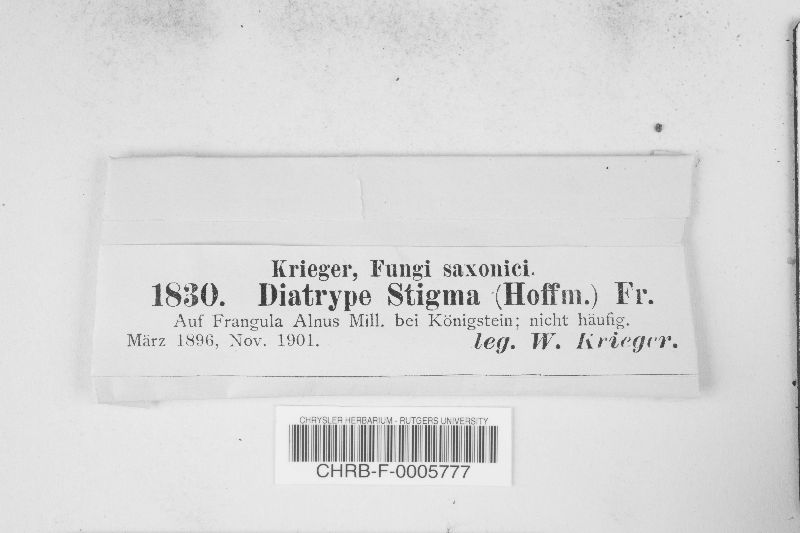 Krieger, Fungi saxonici.
1830. Diatrype Stigma (Hoffm.) Fr.
Auf Frangula Alnus Mill. bei Königstein; nicht häufig.
März 1896, Nov. 1901. leg. W. Krieger.
CHRYSLER HERBARIUM - RUTGERS UNIVERSITY
CHRB-F-0005777